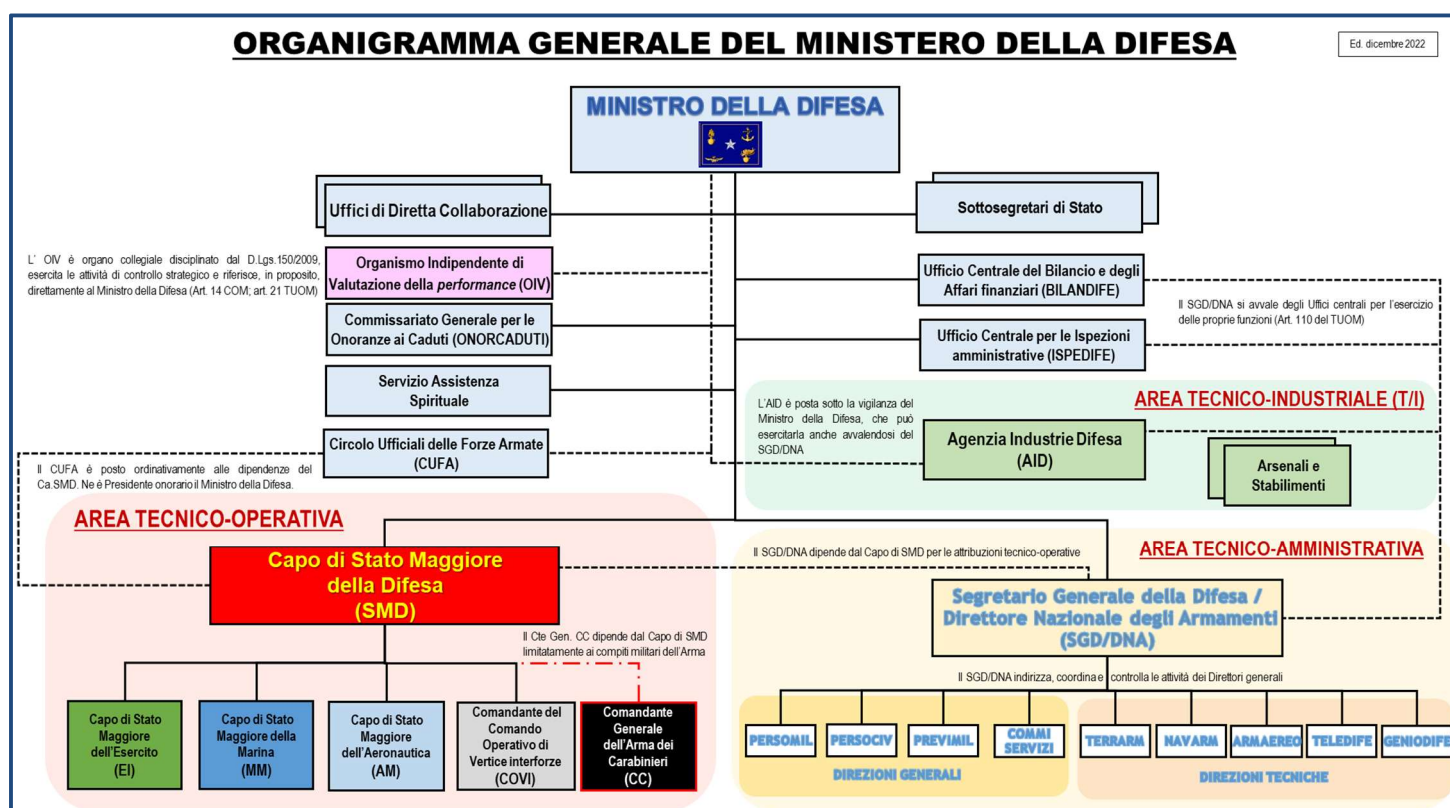 ORGANIGRAMMA GENERALE DEL MINISTERO DELLA DIFESA
Ed. dicembre 2022
MINISTRO DELLA DIFESA
Uffici di Diretta Collaborazione
Sottosegretari di Stato
L' OIV é organo collegiale disciplinato dal D.Lgs.150/2009,
esercita le attività di controllo strategico e riferisce, in proposito,
direttamente al Ministro della Difesa (Art. 14 COM; art. 21 TUOM)
Organismo Indipendente di
Valutazione della performance (OIV)
Ufficio Centrale del Bilancio e degli
Affari finanziari (BILANDIFE)
Il SGD/DNA si avvale degli Uffici centrali per l'esercizio
delle proprie funzioni (Art. 110 del TUOM)
Commissariato Generale per le
Onoranze ai Caduti (ONORCADUTI)
Ufficio Centrale per le Ispezioni
amministrative (ISPEDIFE)
Servizio Assistenza
Spirituale
AREA TECNICO-INDUSTRIALE (T/I)
L'AID é posta sotto la vigilanza del
Ministro della Difesa, che può
esercitarla anche avvalendosi del
SGD/DNA
Agenzia Industrie Difesa
(AID)
Arsenali e
Stabilimenti
Circolo Ufficiali delle Forze Armate
(CUFA)
Il CUFA é posto ordinativamente alle dipendenze del
Ca.SMD. Ne é Presidente onorario il Ministro della Difesa.
AREA TECNICO-OPERATIVA
Capo di Stato Maggiore
della Difesa
(SMD)
Il SGD/DNA dipende dal Capo di SMD per le attribuzioni tecnico-operative
AREA TECNICO-AMMINISTRATIVA
Segretario Generale della Difesa /
Direttore Nazionale degli Armamenti
(SGD/DNA)
Il Cte Gen. CC dipende dal Capo di SMD
limitatamente ai compiti militari dell'Arma
Il SGD/DNA indirizza, coordina e controlla le attività dei Direttori generali
Capo di Stato
Maggiore
dell'Esercito
(EI)
Capo di Stato
Maggiore della
Marina
(MM)
Capo di Stato
Maggiore
dell'Aeronautica
(AM)
Comandante del
Comando
Operativo di
Vertice interforze
(COVI)
Comandante
Generale
dell'Arma dei
Carabinieri
(CC)
PERSOMIL
PERSOCIV
PREVIMIL
COMMI
SERVIZI
DIREZIONI GENERALI
TERRARM
NAVARM
ARMAEREO
TELEDIFE
GENIODIFE
DIREZIONI TECNICHE